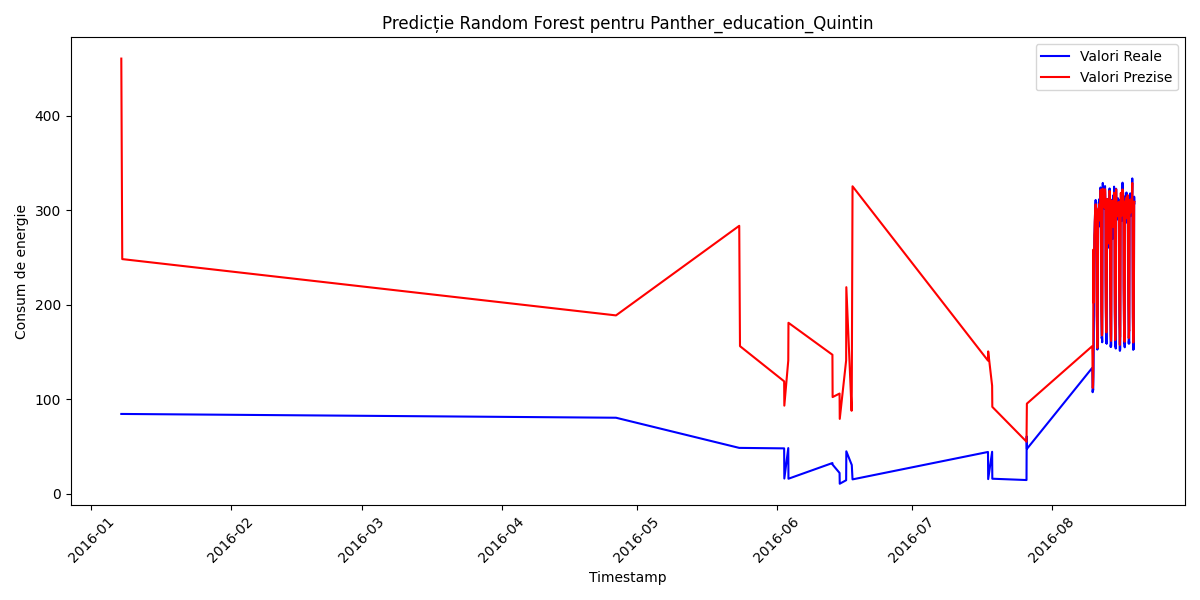 Predicție Random Forest pentru Panther_education_Quintin
Valori Reale
Valori Prezise
Consum de energie
400
300
200
100
0
2016-01
2016-02
2016-03
2016-04
2016-05
2016-06
2016-07
2016-08
Timestamp